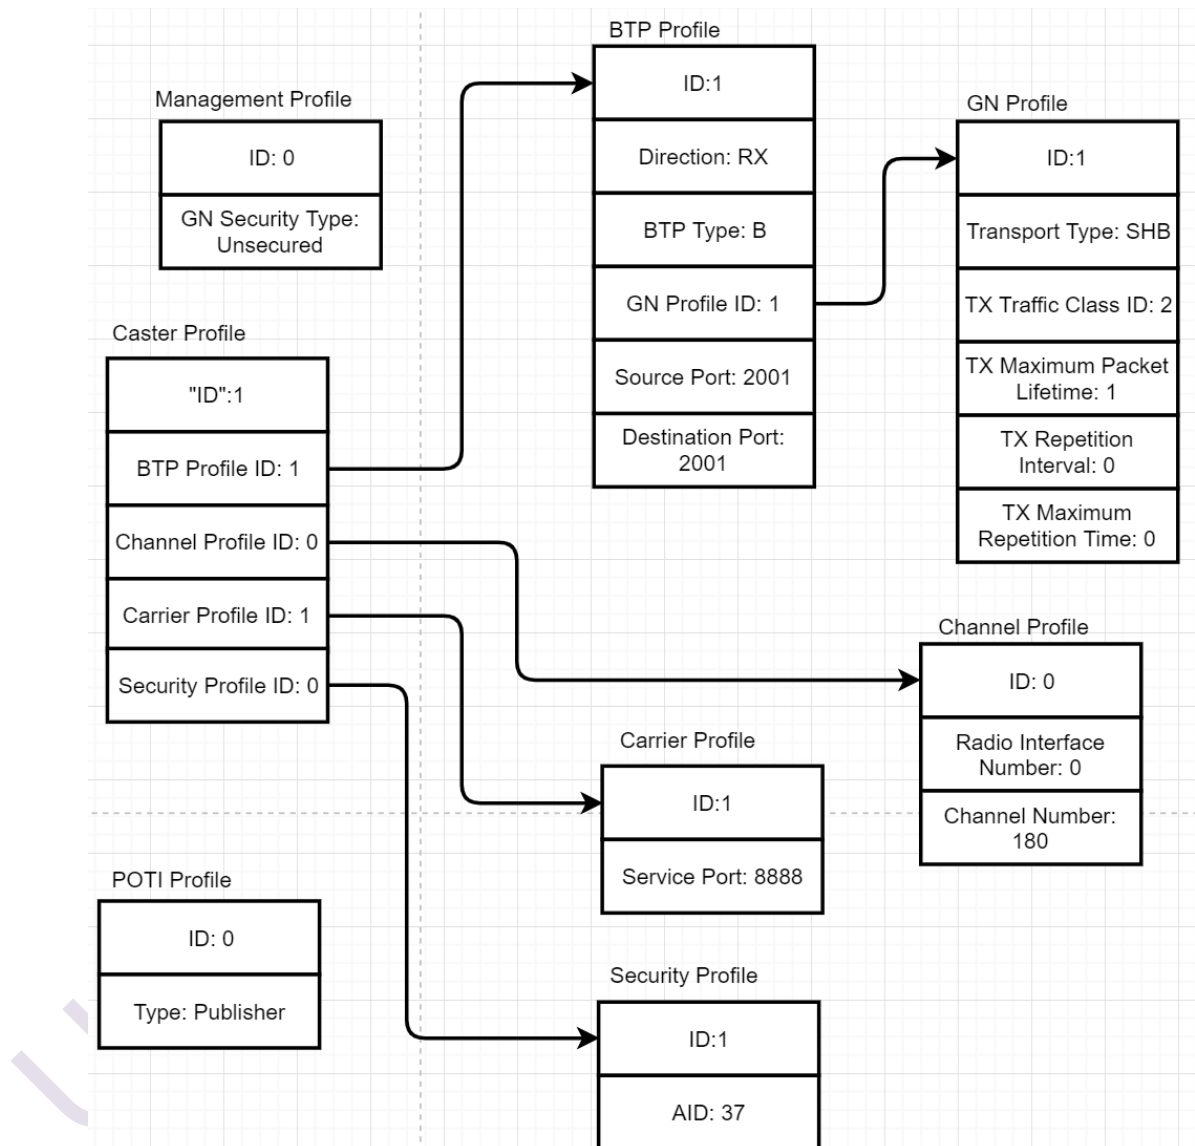 BTP Profile
ID:1
Direction: RX
BTP Type: B
GN Profile ID: 1
Source Port: 2001
Destination Port:
2001
Management Profile
ID: 0
GN Security Type:
Unsecured
GN Profile
ID:1
Transport Type: SHB
TX Traffic Class ID: 2
TX Maximum Packet
Lifetime: 1
TX Repetition
Interval: 0
TX Maximum
Repetition Time: 0
Caster Profile
"ID":1
BTP Profile ID: 1
Channel Profile ID: 0
Carrier Profile ID: 1
Security Profile ID: 0
Channel Profile
ID: 0
Radio Interface
Number: 0
Channel Number:
180
Carrier Profile
ID:1
Service Port: 8888
POTI Profile
ID: 0
Type: Publisher
Security Profile
ID:1
AID: 37